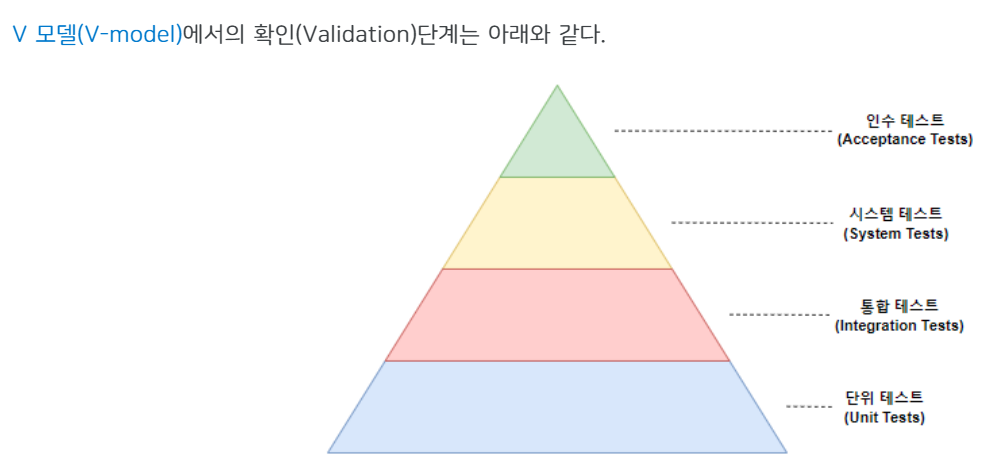 V 모델(V-model)에서의 확인(Validation)단계는 아래와 같다.
인수 테스트
(Acceptance Tests)
시스템 테스트
(System Tests)
통합 테스트
(Integration Tests)
단위 테스트
(Unit Tests)